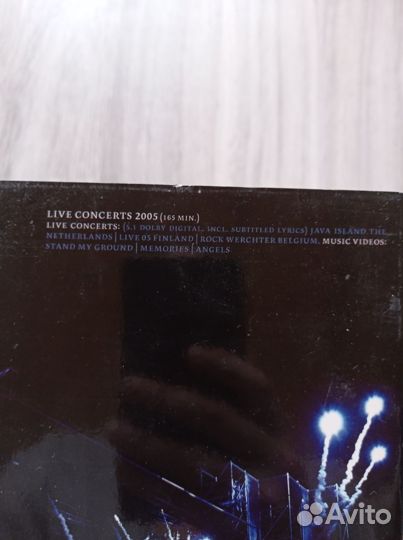 LIVE CONCERTS 2005 (165 MIN.)
LIVE CONCERTS: (5.1 DOLBY DIGITAL, INCL. SUBTITLED LYRICS) JAVA ISLAND THE
NETHERLANDS | LIVE 05 FINLAND | ROCK WERCHTER BELGIUM. MUSIC VIDEOS:
STAND MY GROUND | MEMORIES | ANGELS
Avito